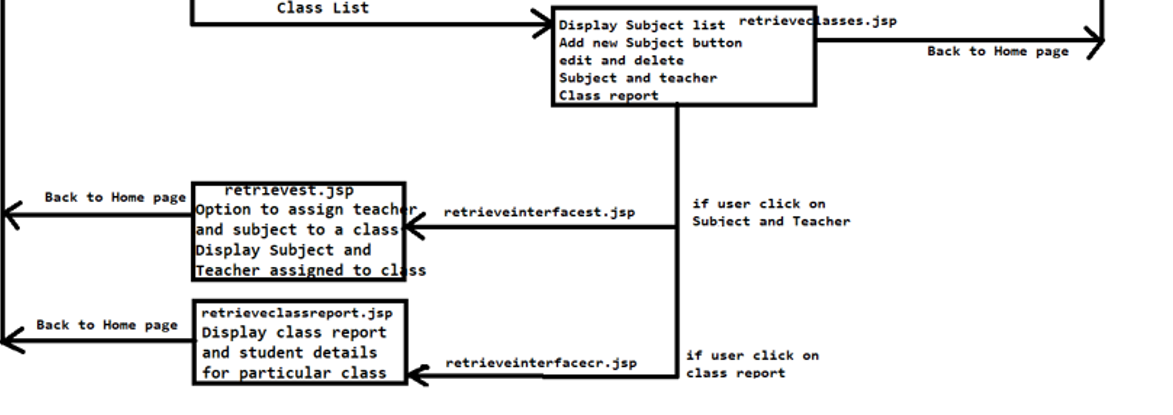 Class List
Display Subject list
retrieveclasses.jsp
Add new Subject button
edit and delete
Subject and teacher
Class report
Back to Home page
Back to Home page
retrievest.jsp
Option to assign teacher
and subject to a class
Display Subject and
Teacher assigned to class
retrieveinterfacest.jsp
if user click on
Subject and Teacher
Back to Home page
retrieveclassreport.jsp
Display class report
and student details
for particular class
retrieveinterfacecr.jsp
if user click on
class report